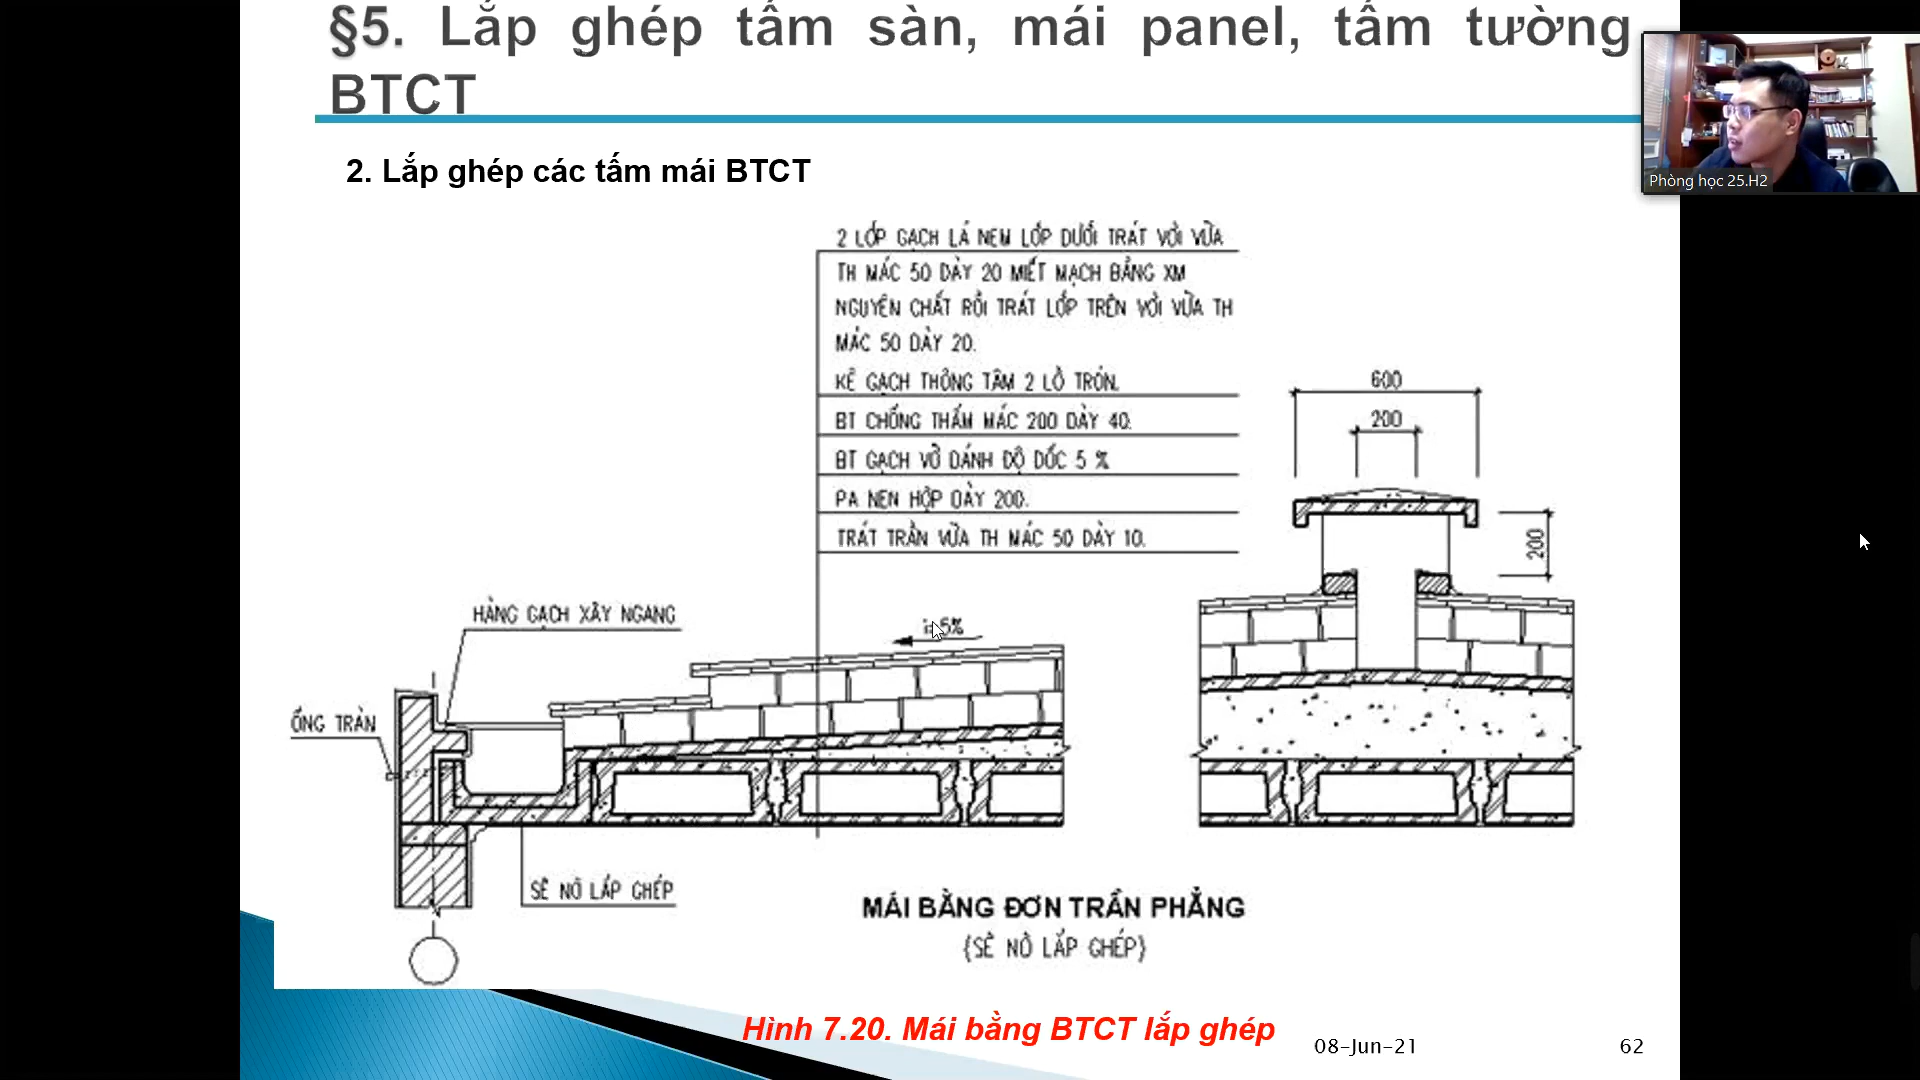 §5. Lắp ghép tấm sàn, mái panel, tấm tường
BTCT
Phòng học 25.H2
2. Lắp ghép các tấm mái BTCT
2 LỚP GẠCH LÁ NEM LỚP DƯỚI TRÁT VỚI VỮA
TH MÁC 50 DÀY 20 MIẾT MẠCH BẰNG XM
NGUYÊN CHẤT RỒI TRÁT LỚP TRÊN VỚI VỮA TH
MÁC 50 DÀY 20.
KÊ GẠCH THÔNG TÂM 2 LỖ TRÒN.
BT CHỐNG THẤM MÁC 200 DÀY 40.
BT GẠCH VỠ DÁNH ĐỘ DỐC 5 %
PA NEN HỘP DÀY 200.
TRÁT TRẦN VỮA TH MÁC 50 DÀY 10.
600
200
200
HÀNG GẠCH XÂY NGANG
i=5%
ỐNG TRÀN
SÊ NÔ LẮP GHÉP
MÁI BẰNG ĐƠN TRẦN PHẲNG
(SÊ NÔ LẮP GHÉP)
Hình 7.20. Mái bằng BTCT lắp ghép
08-Jun-21
62